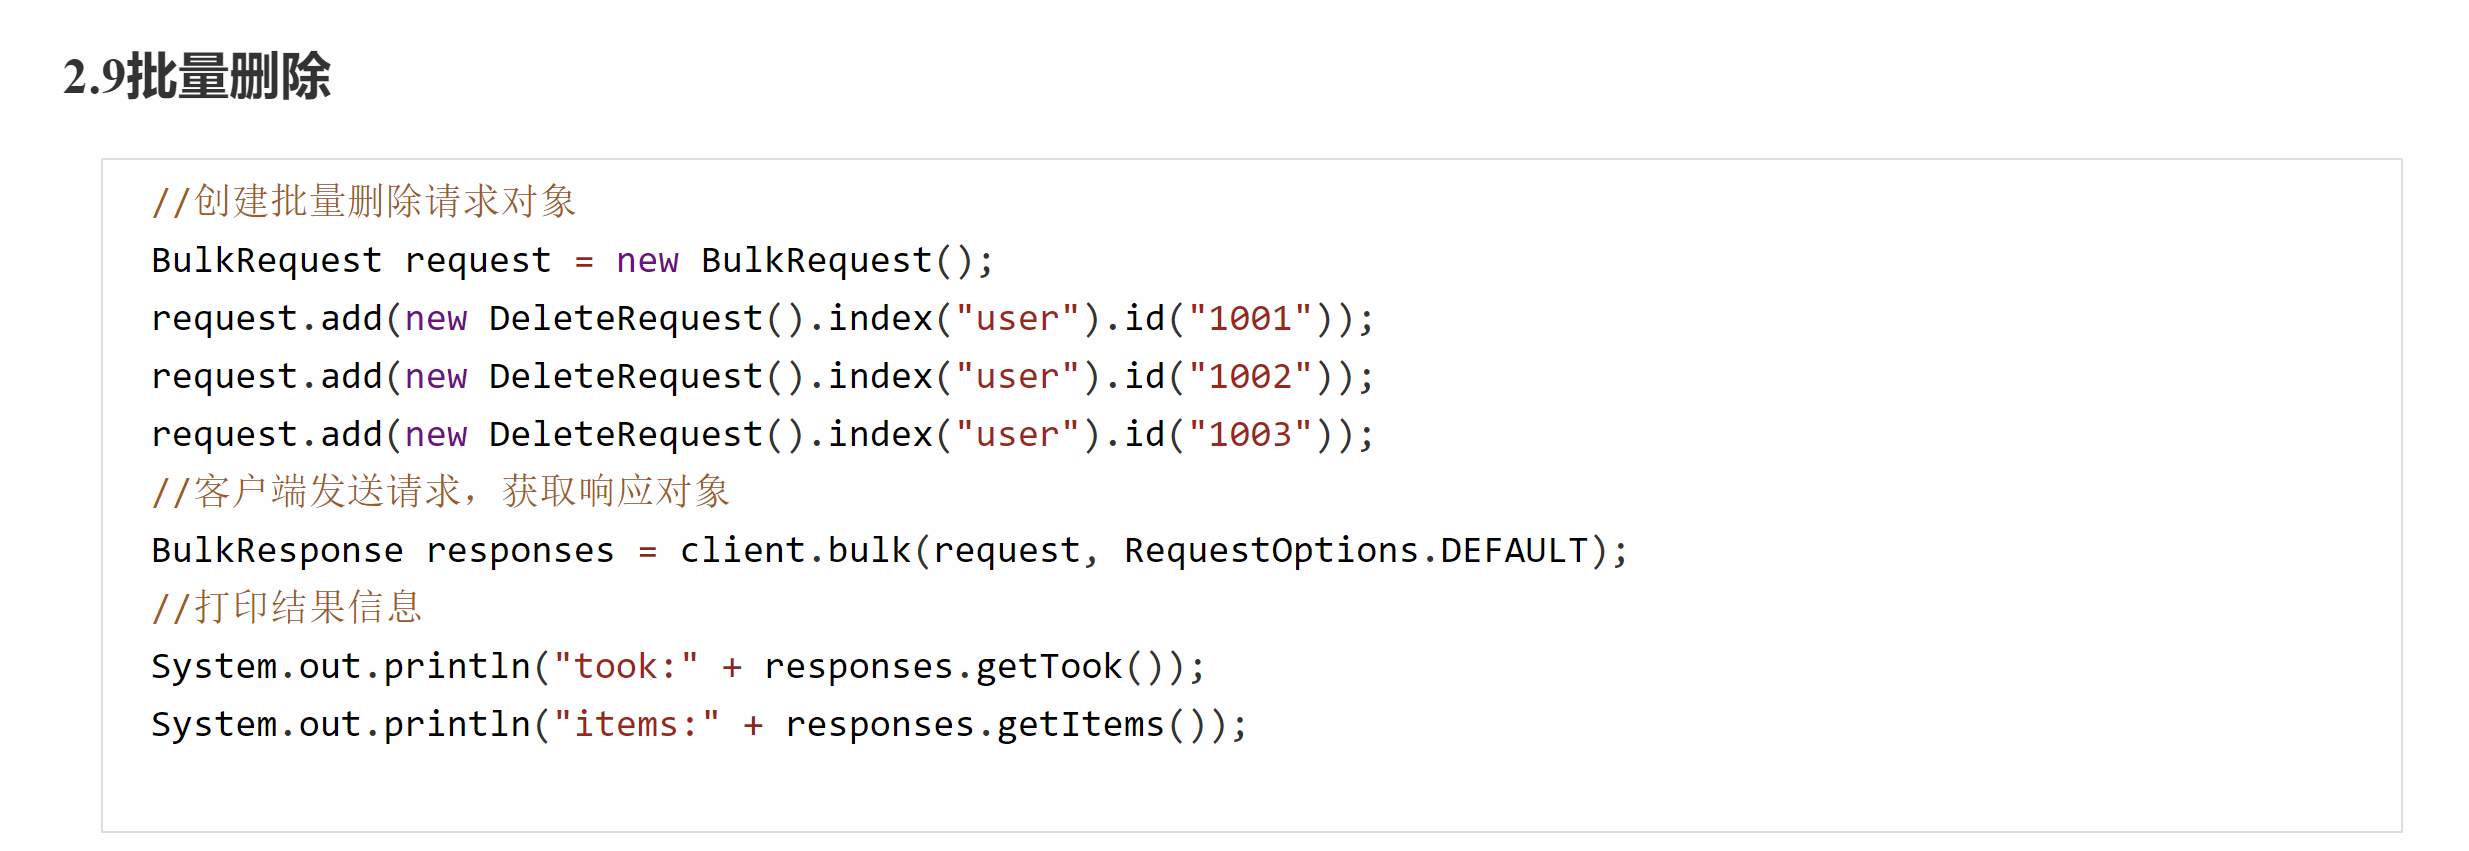 2.9批量删除
//创建批量删除请求对象
BulkRequest request = new BulkRequest();
request.add(new DeleteRequest().index("user").id("1001"));
request.add(new DeleteRequest().index("user").id("1002"));
request.add(new DeleteRequest().index("user").id("1003"));
//客户端发送请求，获取响应对象
BulkResponse responses = client.bulk(request, RequestOptions.DEFAULT);
//打印结果信息
System.out.println("took:" + responses.getTook());
System.out.println("items:" + responses.getItems());